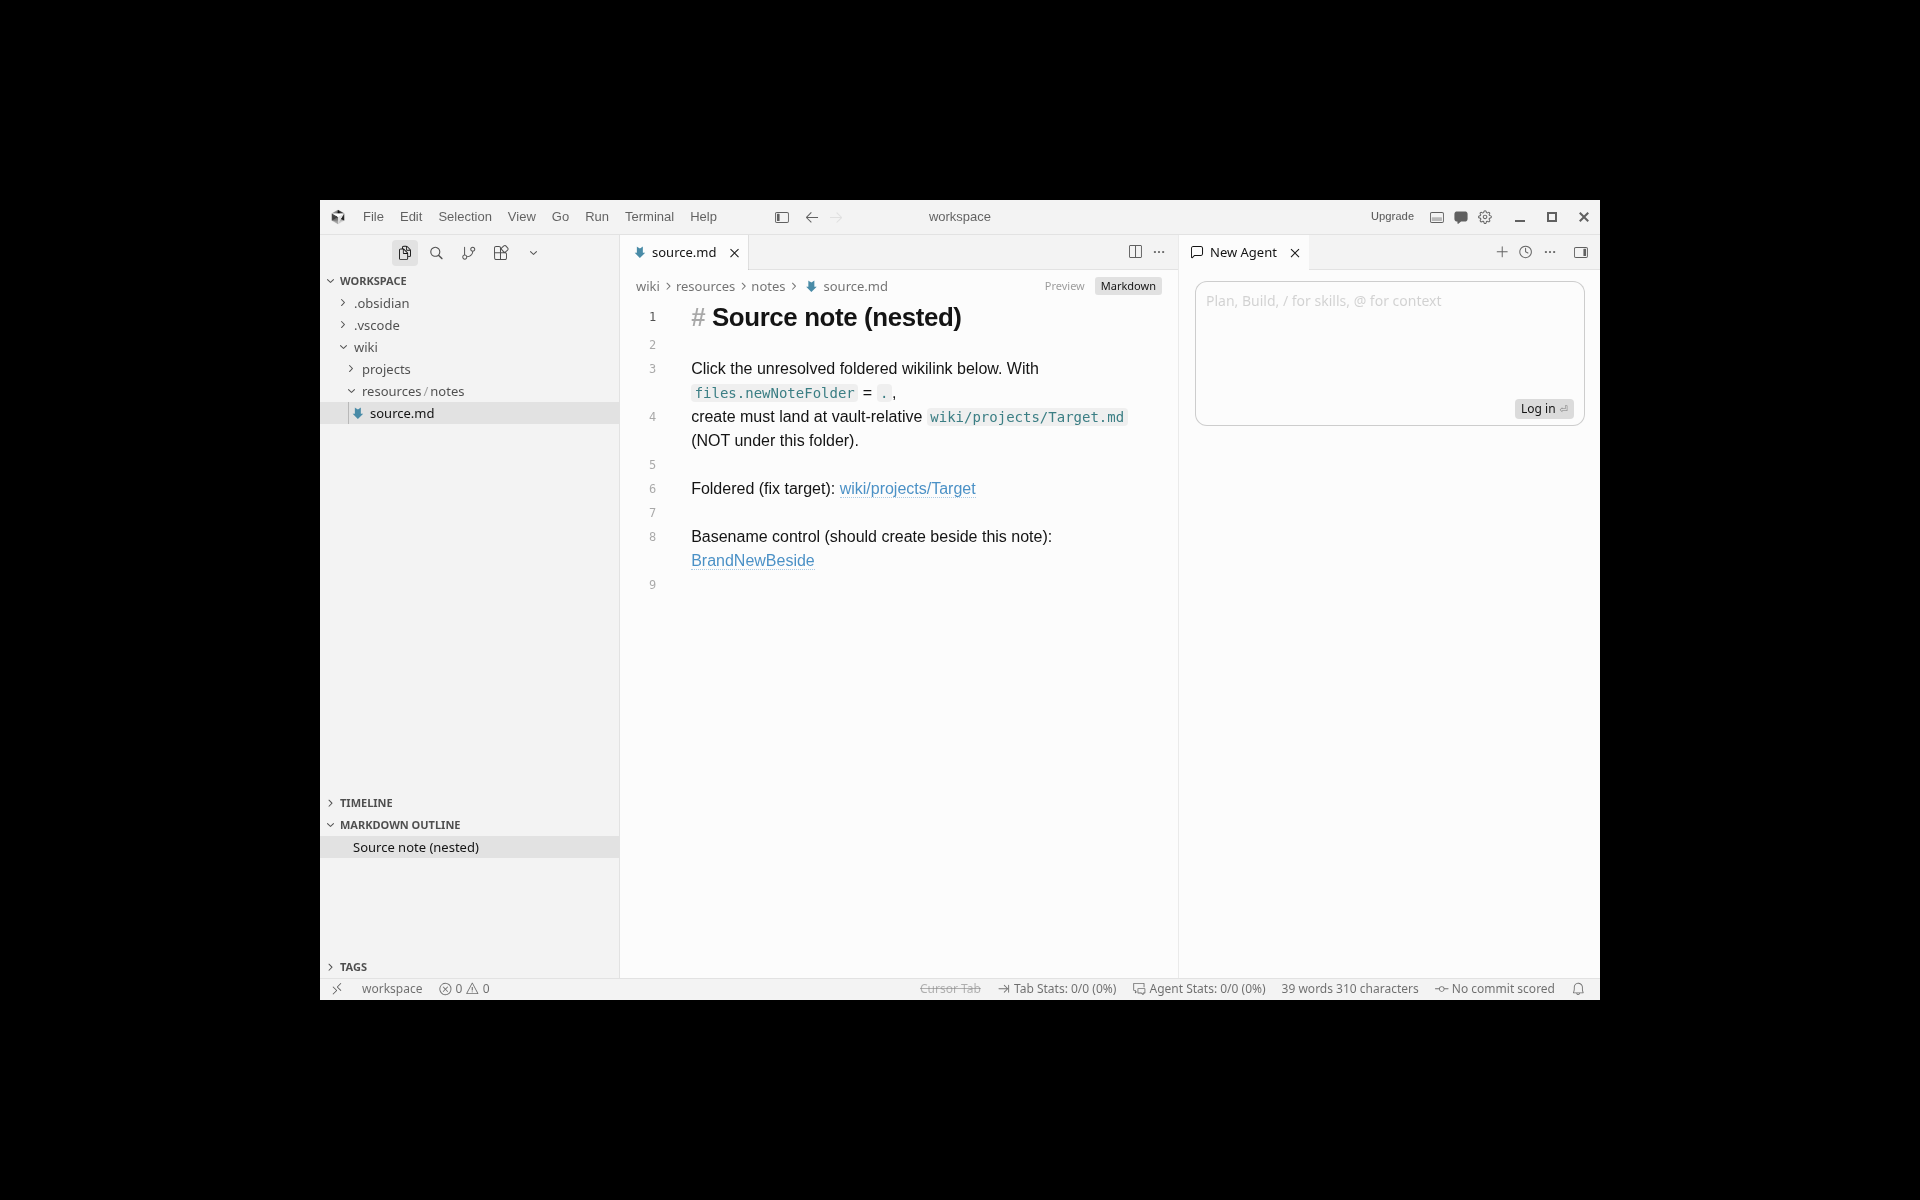 File Edit Selection View Go Run Terminal Help
workspace
Upgrade
WORKSPACE
.obsidian
.vscode
wiki
projects
resources / notes
source.md
TIMELINE
MARKDOWN OUTLINE
Source note (nested)
TAGS
source.md
wiki > resources > notes > source.md
Preview Markdown
1 # Source note (nested)
2
3 Click the unresolved foldered wikilink below. With
files.newNoteFolder = . ,
4 create must land at vault-relative wiki/projects/Target.md
(NOT under this folder).
5
6 Foldered (fix target): wiki/projects/Target
7
8 Basename control (should create beside this note):
BrandNewBeside
9
New Agent
Plan, Build, / for skills, @ for context
Log in ⏎
workspace 0 0 Cursor Tab Tab Stats: 0/0 (0%) Agent Stats: 0/0 (0%) 39 words 310 characters No commit scored